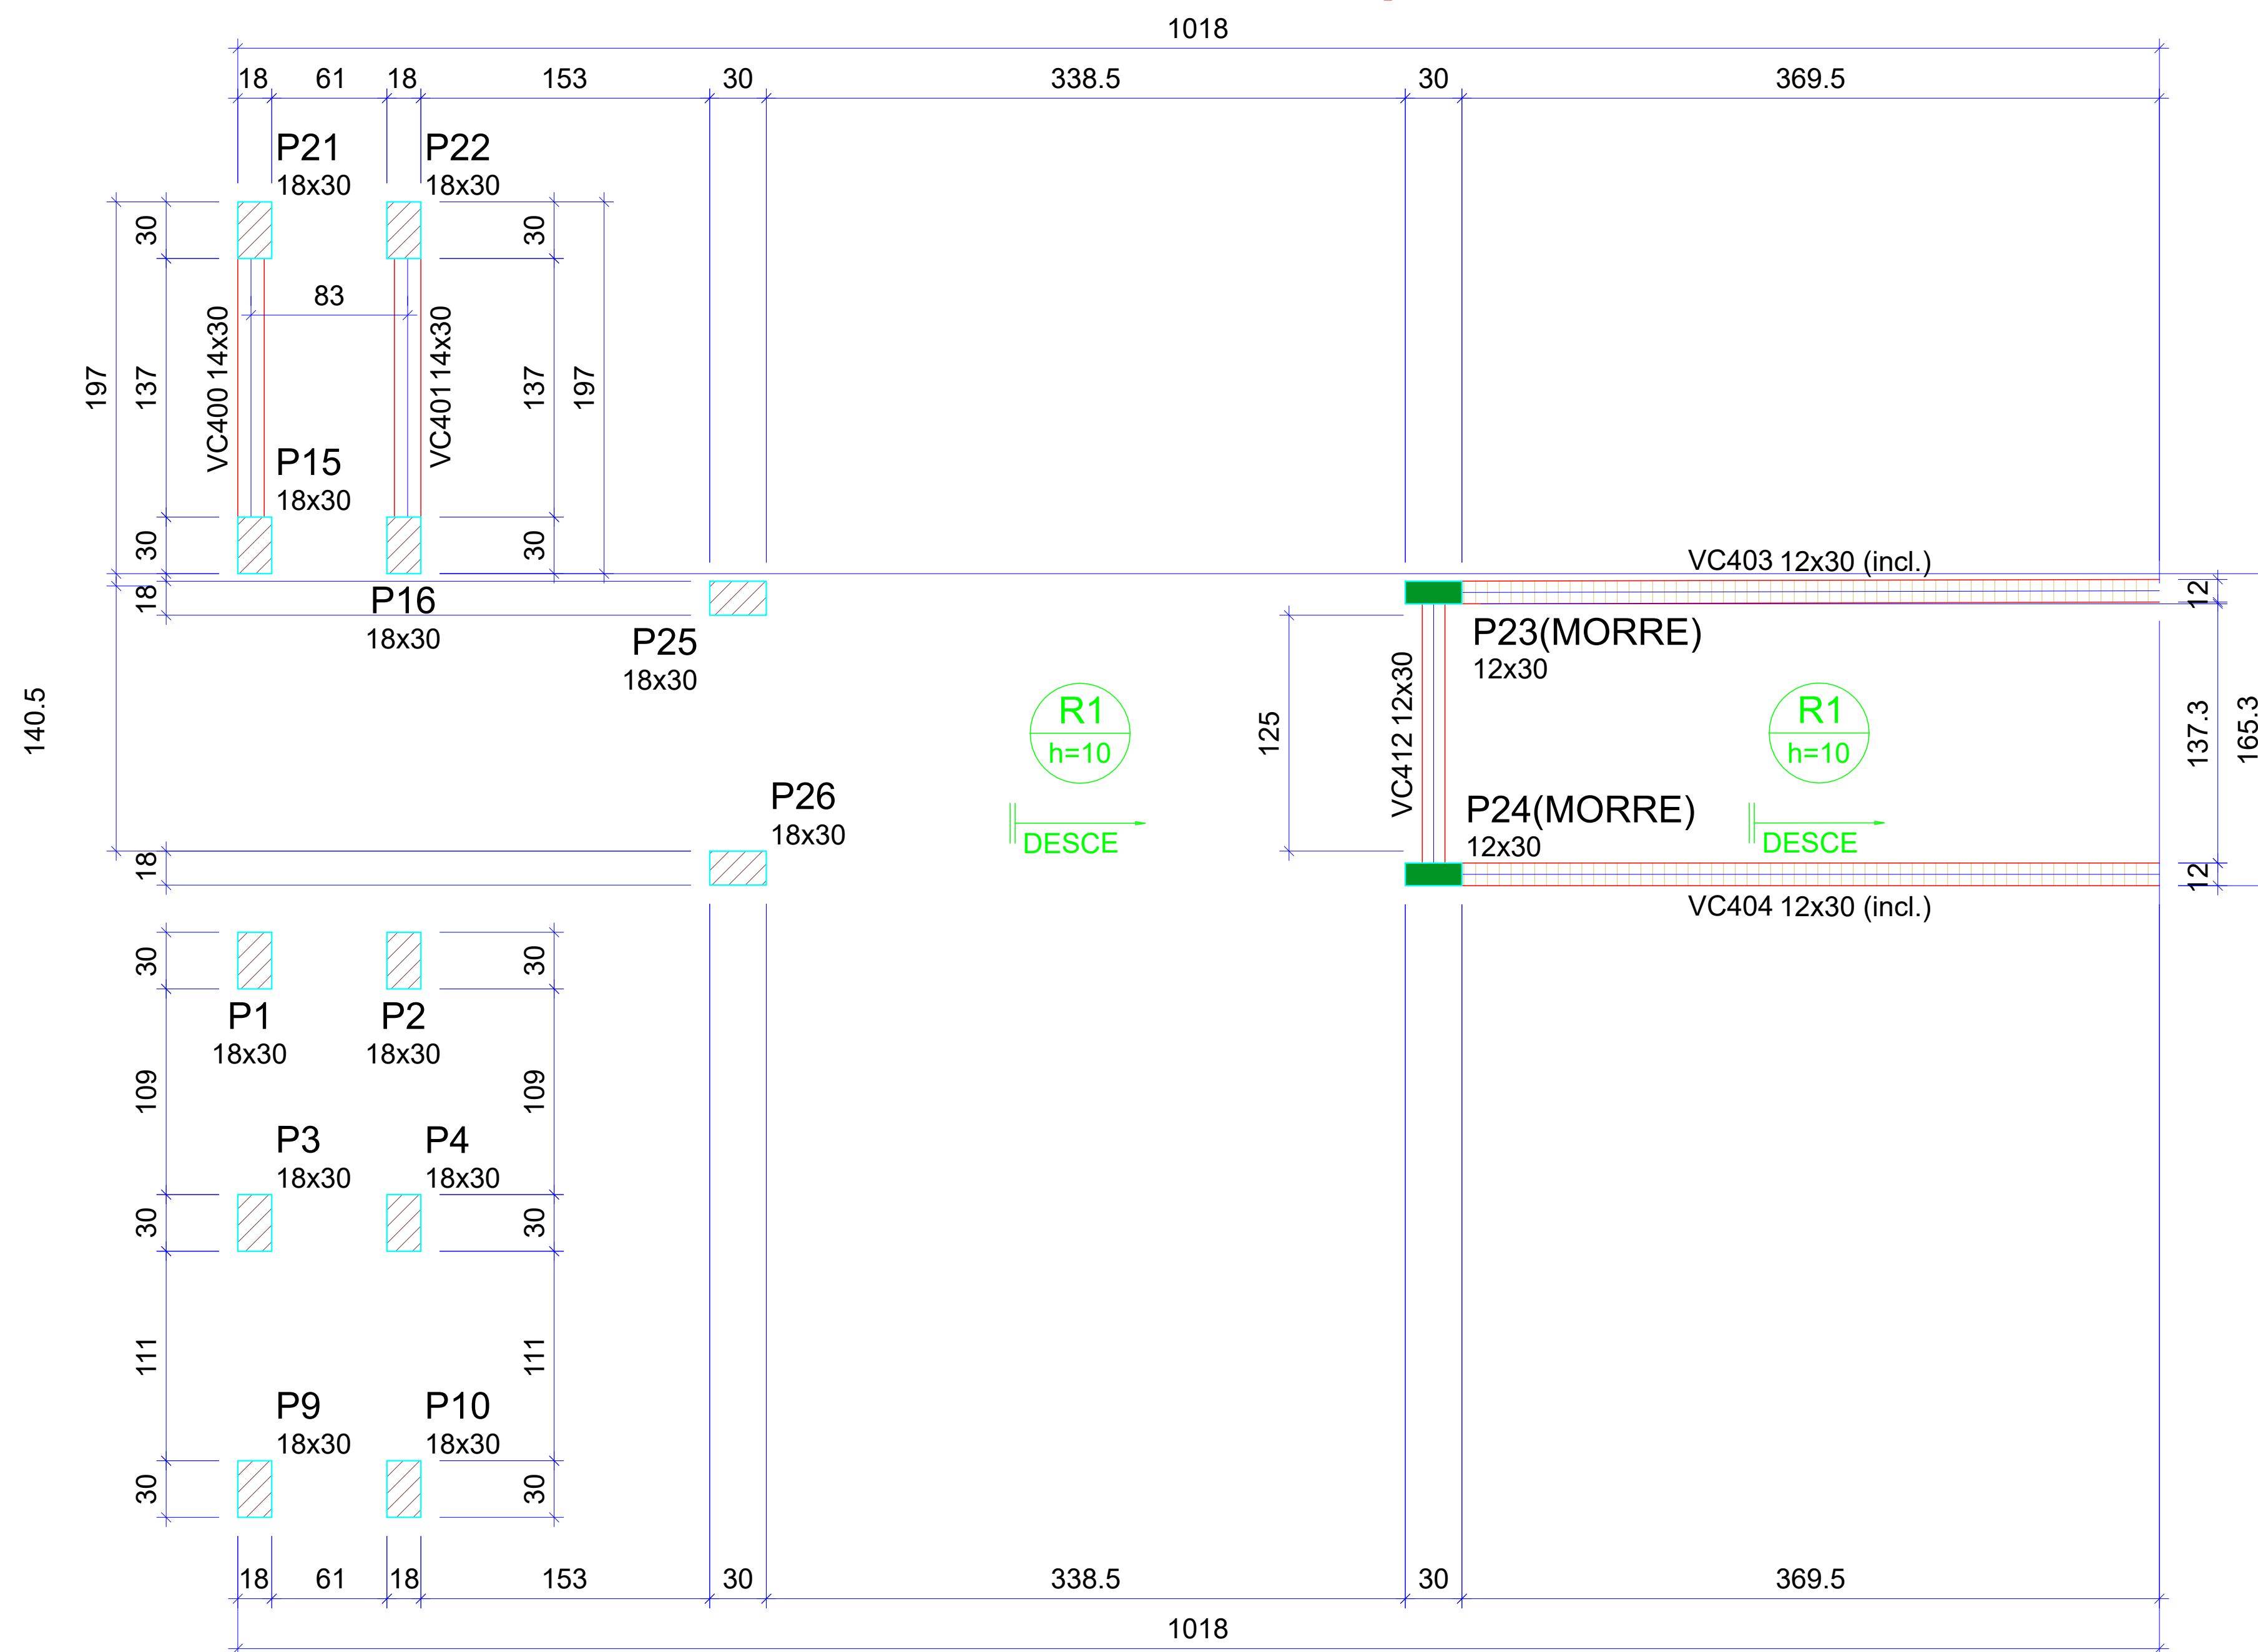 1018
18 61 18 153 30 338.5 30 369.5
P21
18x30
P22
18x30
30
30
83
197
137
VC400 14x30
VC401 14x30
137
197
P15
18x30
30
30
VC403 12x30 (incl.)
18
12
P16
18x30
P25
18x30
P23(MORRE)
12x30
140.5
R1
h=10
125
VC412 12x30
R1
h=10
137.3
165.3
P26
18x30
DESCE
P24(MORRE)
12x30
DESCE
18
12
VC404 12x30 (incl.)
30
30
P1
18x30
P2
18x30
109
109
P3
18x30
P4
18x30
30
30
111
111
P9
18x30
P10
18x30
30
30
18 61 18 153 30 338.5 30 369.5
1018